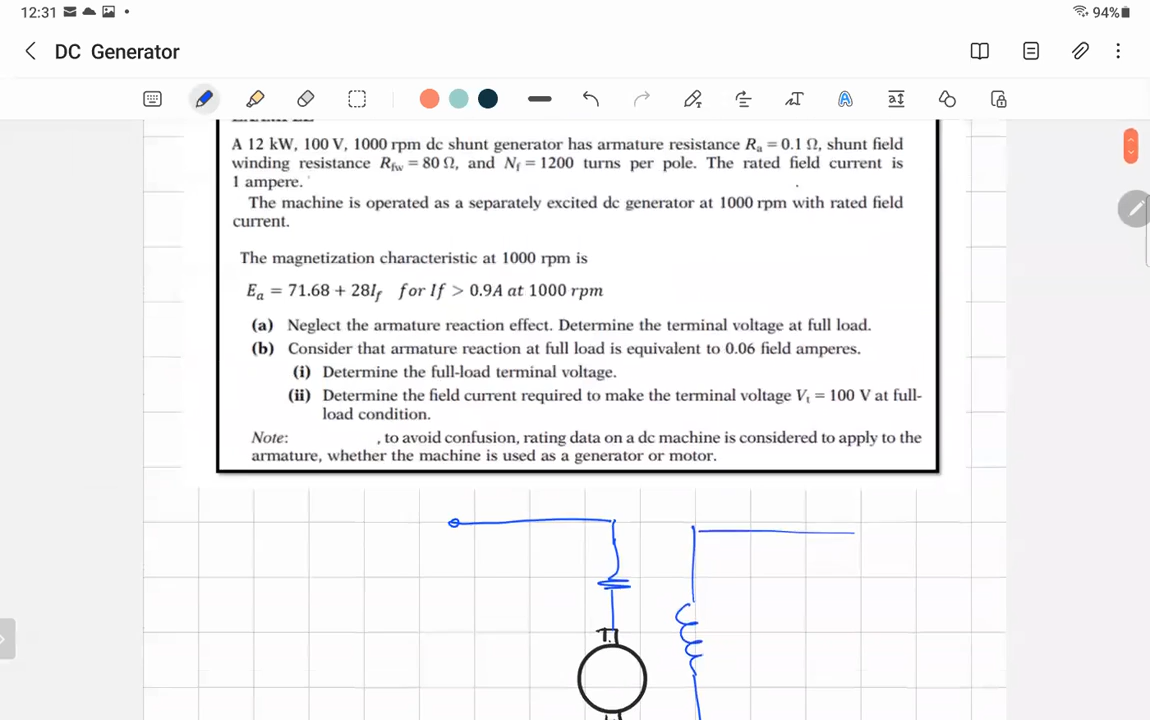 12:31
94%
DC Generator
A 12 kW, 100 V, 1000 rpm dc shunt generator has armature resistance Ra = 0.1 Ω, shunt field
winding resistance Rfw = 80 Ω, and Nf = 1200 turns per pole. The rated field current is
1 ampere.
The machine is operated as a separately excited dc generator at 1000 rpm with rated field
current.
The magnetization characteristic at 1000 rpm is
Ea = 71.68 + 28If for If > 0.9A at 1000 rpm
(a) Neglect the armature reaction effect. Determine the terminal voltage at full load.
(b) Consider that armature reaction at full load is equivalent to 0.06 field amperes.
(i) Determine the full-load terminal voltage.
(ii) Determine the field current required to make the terminal voltage Vt = 100 V at full-
load condition.
Note: , to avoid confusion, rating data on a dc machine is considered to apply to the
armature, whether the machine is used as a generator or motor.